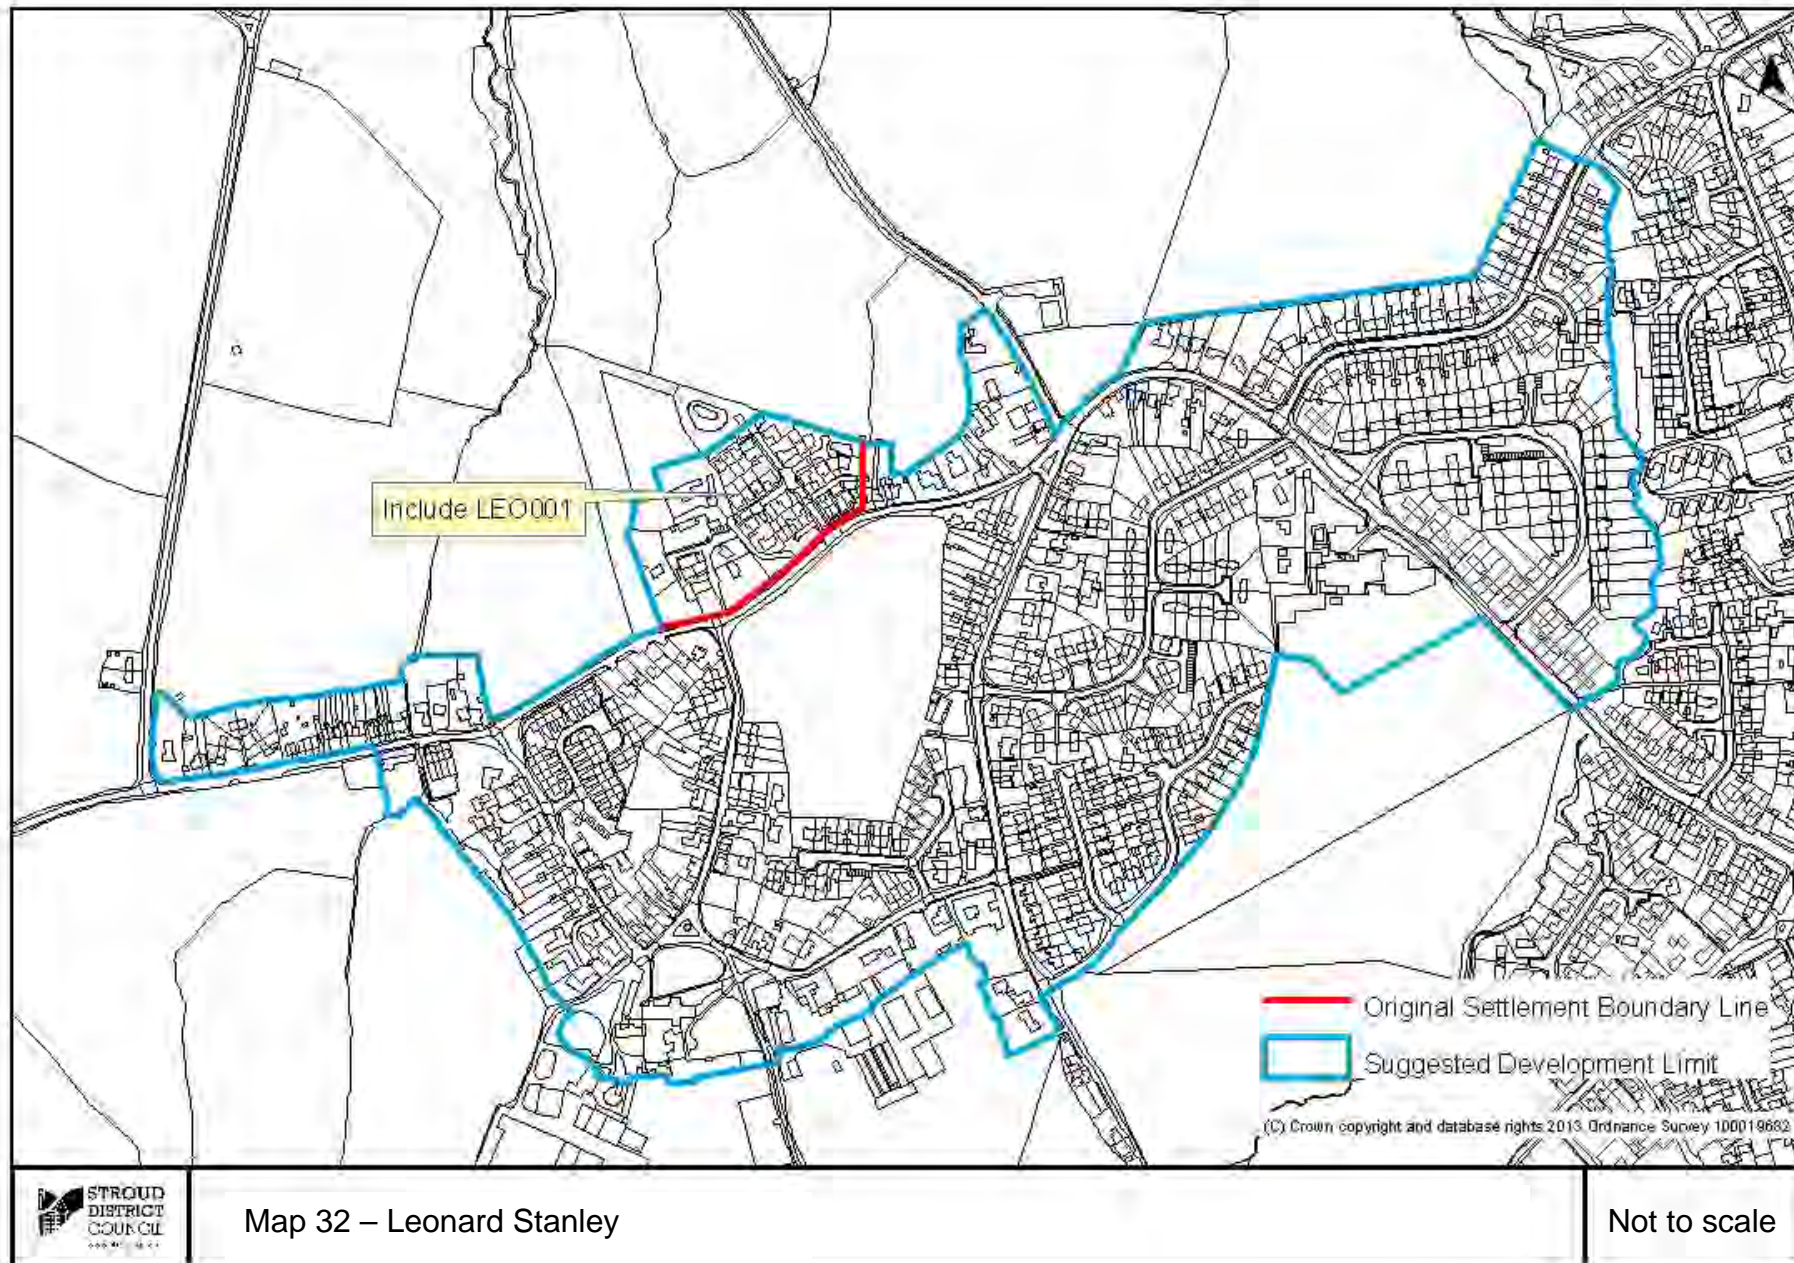 Include LEO001
Original Settlement Boundary Line
Suggested Development Limit
(C) Crown copyright and database rights 2013 Ordnance Survey 100019682
STROUD
DISTRICT
COUNCIL
Map 32 – Leonard Stanley
Not to scale